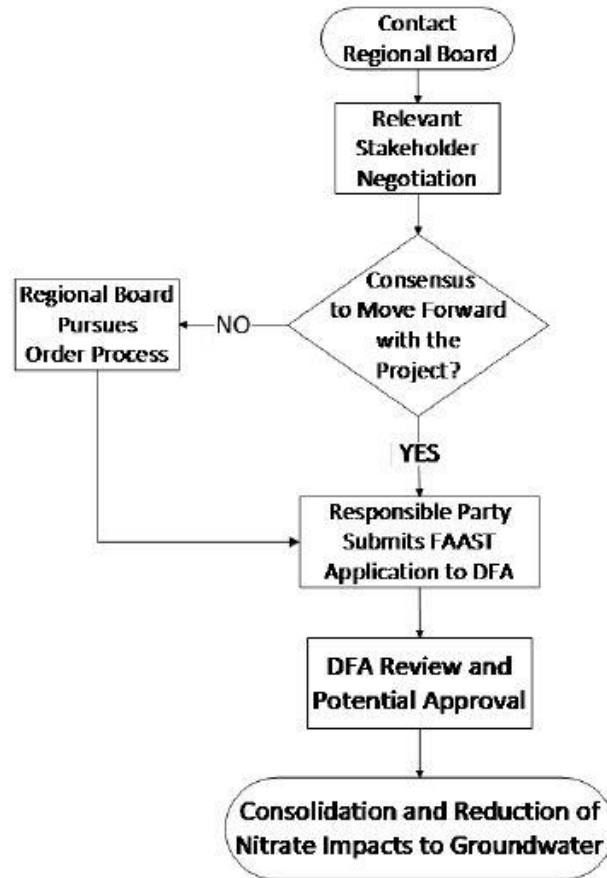 Contact
Regional Board
Relevant
Stakeholder
Negotiation
Consensus
to Move Forward
with the
Project?
NO
Regional Board
Pursues
Order Process
YES
Responsible Party
Submits FAAST
Application to DFA
DFA Review and
Potential Approval
Consolidation and Reduction of
Nitrate Impacts to Groundwater